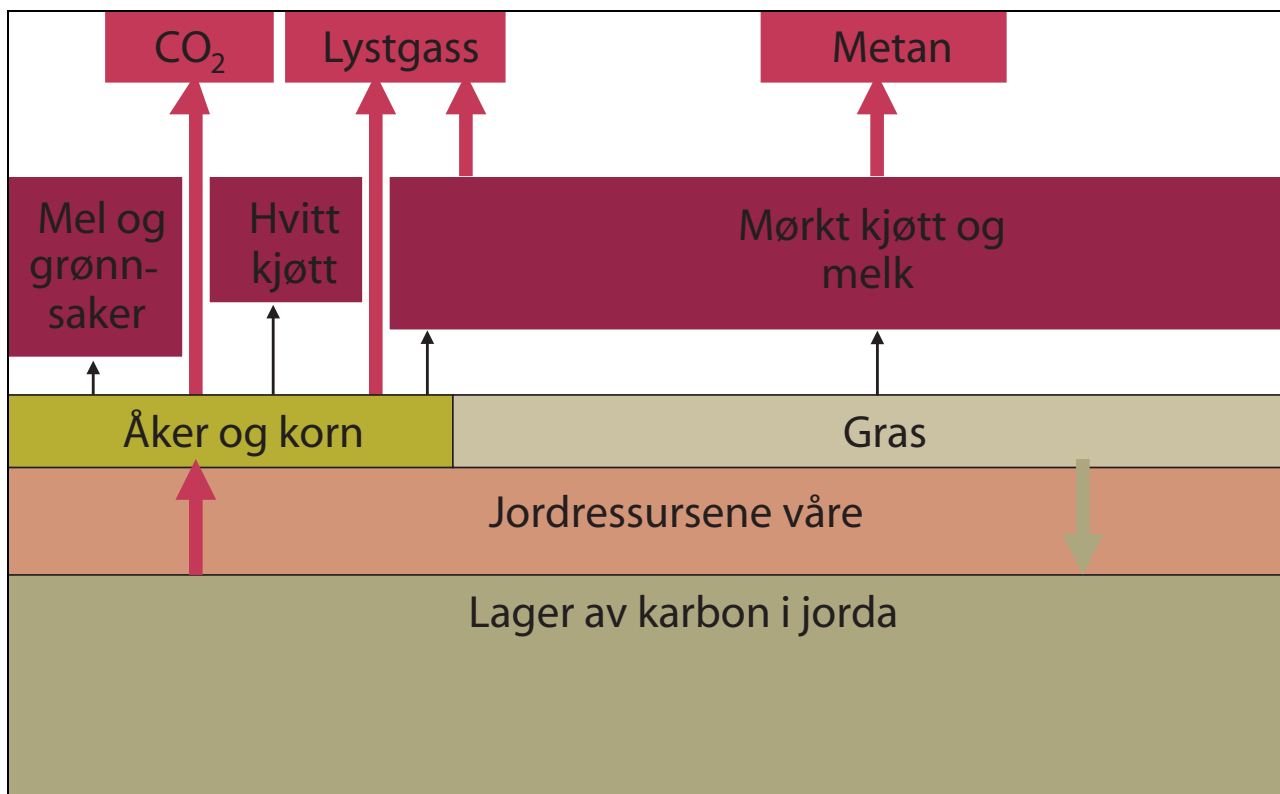 CO₂
Lystgass
Metan
Mel og
grønn-
saker
Hvitt
kjøtt
Mørkt kjøtt og
melk
Åker og korn
Gras
Jordressursene våre
Lager av karbon i jorda